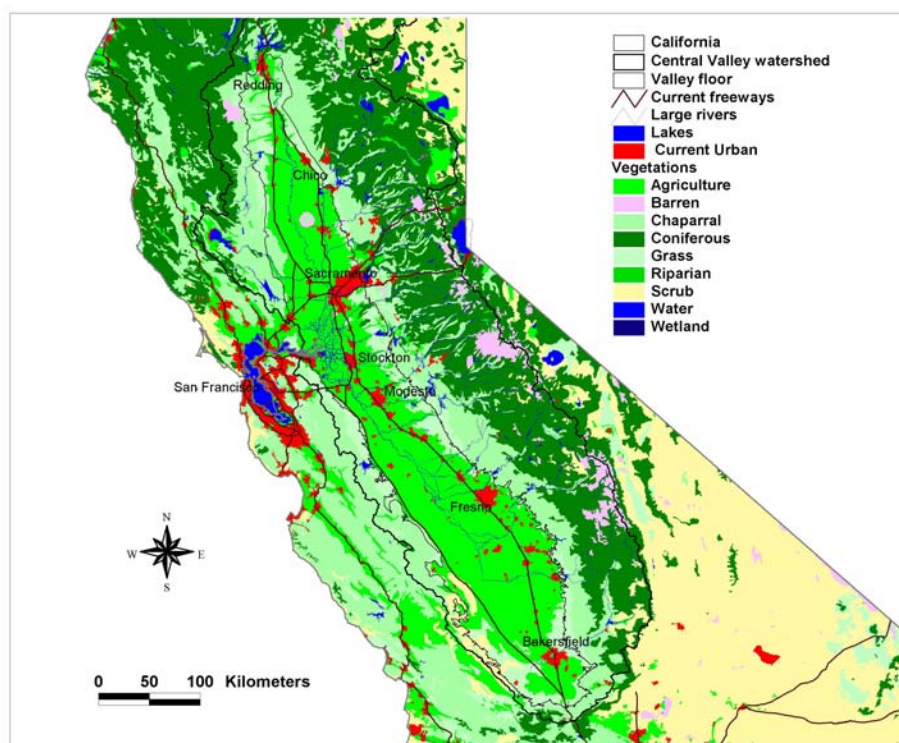 California
Central Valley watershed
Valley floor
Current freeways
Large rivers
Lakes
Current Urban
Vegetations
Agriculture
Barren
Chaparral
Coniferous
Grass
Riparian
Scrub
Water
Wetland
Redding
Chico
Sacramento
Stockton
San Francisco
Modesto
Fresno
Bakersfield
N
W E
S
0 50 100 Kilometers